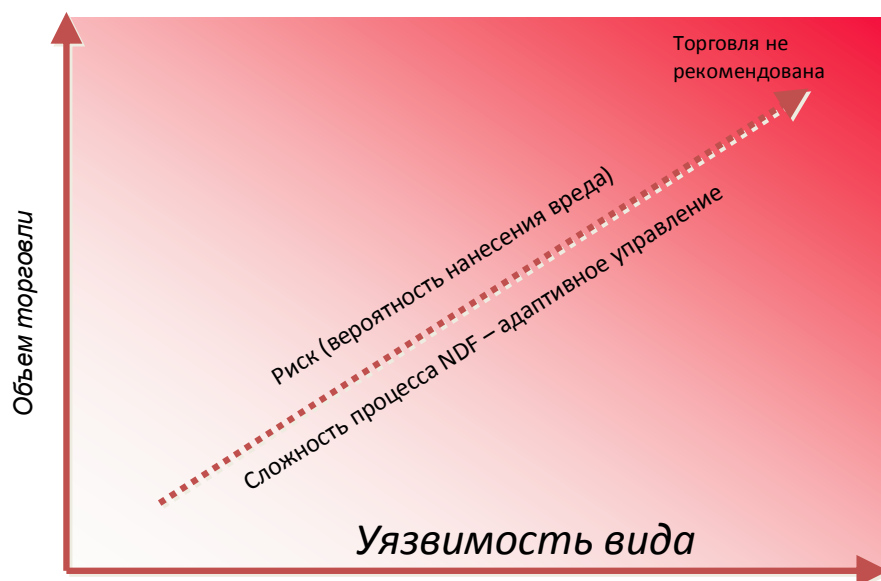 Торговля не
рекомендована
Риск (вероятность нанесения вреда)
Сложность процесса NDF – адаптивное управление
Объем торговли
Уязвимость вида